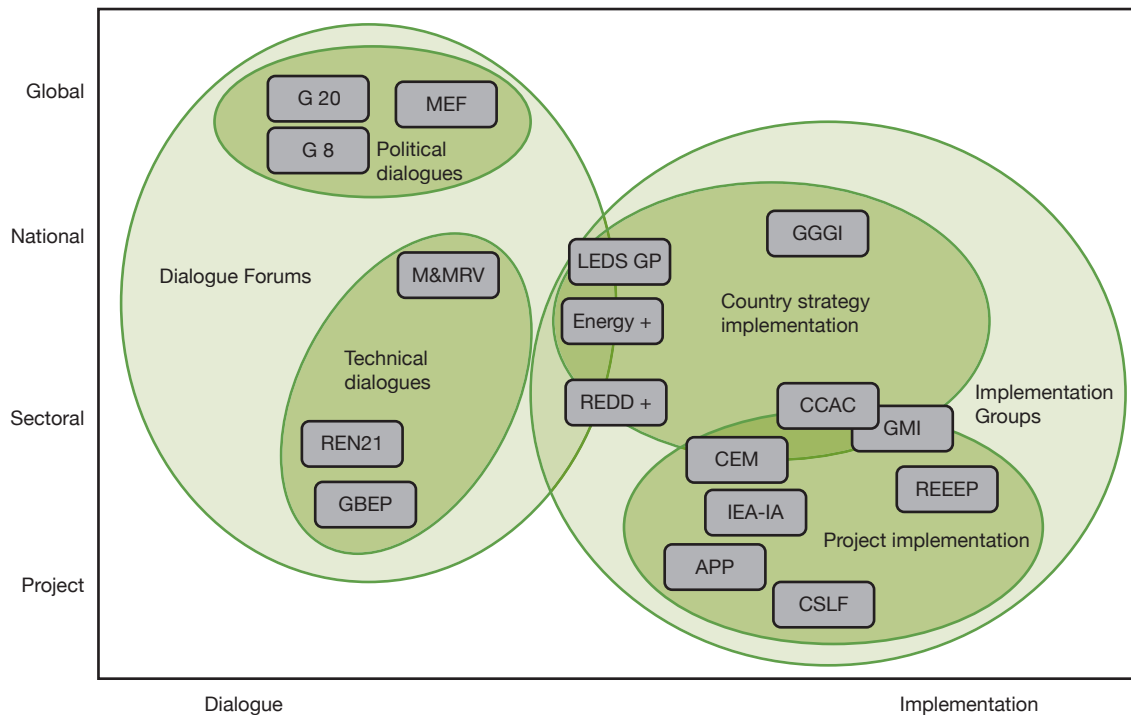 Global
National
Sectoral
Project
G 20
MEF
G 8
Political
dialogues
Dialogue Forums
M&MRV
Technical
dialogues
REN21
GBEP
LEDS GP
Energy +
REDD +
GGGI
Country strategy
implementation
CCAC
GMI
Implementation
Groups
CEM
REEEP
IEA-IA
Project implementation
APP
CSLF
Dialogue
Implementation